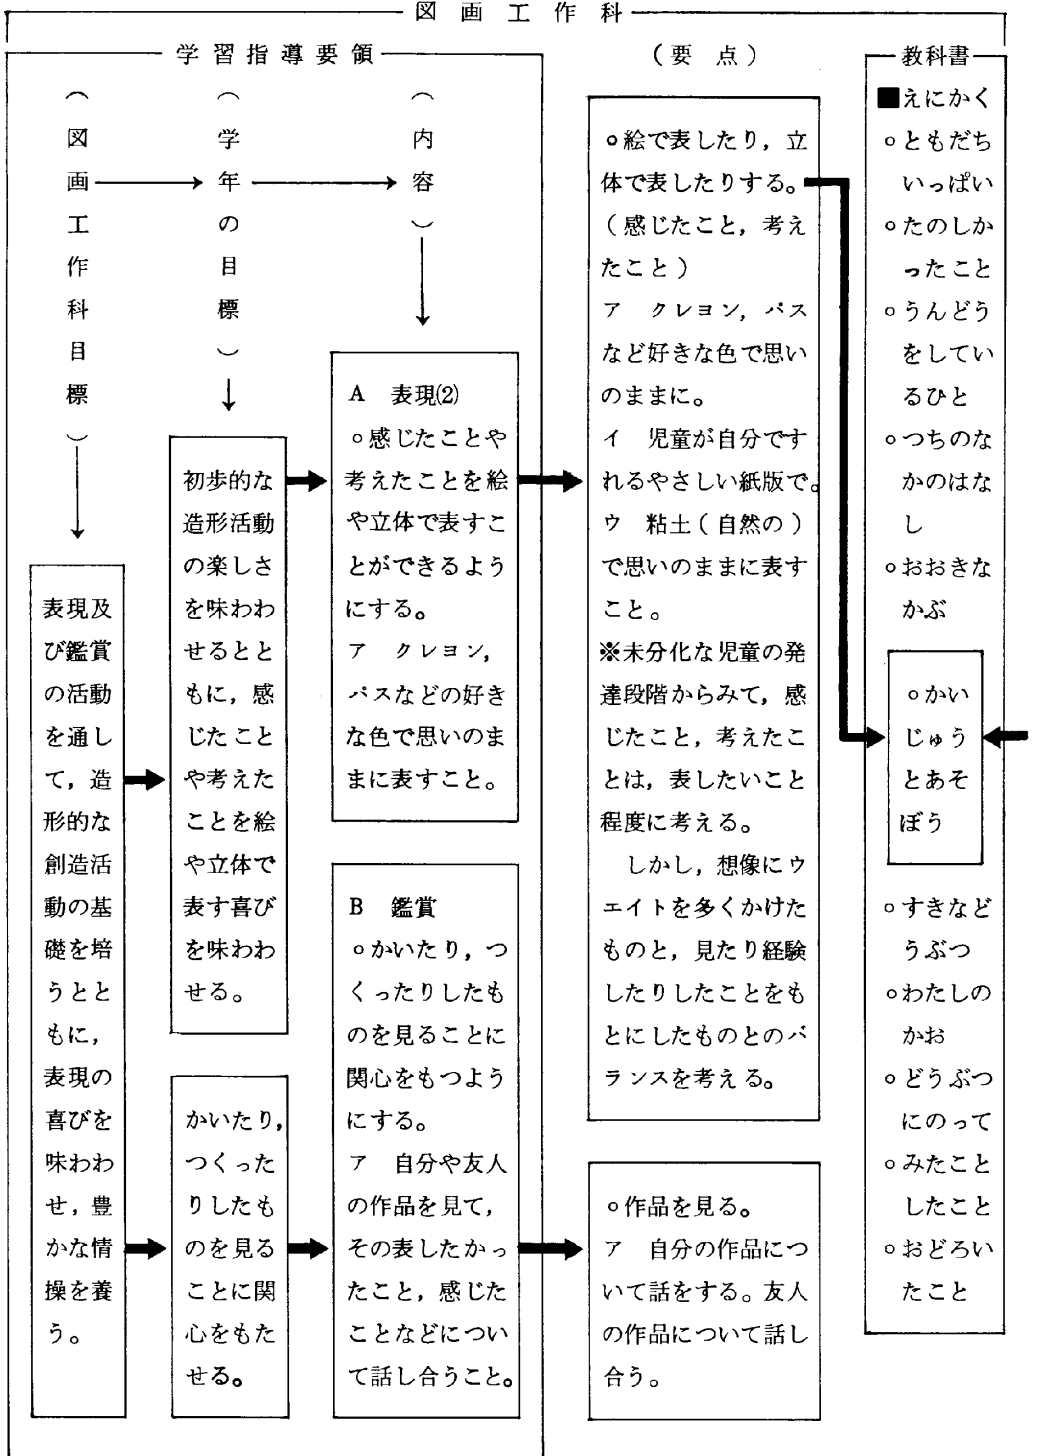 図画工作科
学習指導要領
（図画工作科目標）
（学年の目標）
（内容）
（要点）
教科書
表現及
び鑑賞
の活動
を通し
て，造
形的な
創造活
動の基
礎を培
うとと
もに，
表現の
喜びを
味わわ
せ，豊
かな情
操を養
う。
初歩的な
造形活動
の楽しさ
を味わわ
せるとと
もに，感
じたこと
や考えた
ことを絵
や立体で
表す喜び
を味わわ
せる。
かいたり，
つくった
りしたも
のを見る
ことに関
心をもた
せる。
A　表現(2)
○感じたことや
考えたことを絵
や立体で表すこ
とができるよう
にする。
ア　クレヨン，
パスなどの好き
な色で思いのま
まに表すこと。
B　鑑賞
○かいたり，つ
くったりしたも
のを見ることに
関心をもつよう
にする。
ア　自分や友人
の作品を見て，
その表したかっ
たこと，感じた
ことなどについ
て話し合うこと。
○絵で表したり，立
体で表したりする。
（感じたこと，考え
たこと）
ア　クレヨン，パス
など好きな色で思い
のままに。
イ　児童が自分です
れるやさしい紙版で。
ウ　粘土（自然の）
で思いのままに表す
こと。
※未分化な児童の発
達段階からみて，感
じたこと，考えたこ
とは，表したいこと
程度に考える。
しかし，想像にウ
エイトを多くかけた
ものと，見たり経験
したりしたことをも
とにしたものとのバ
ランスを考える。
○作品を見る。
ア　自分の作品につ
いて話をする。友人
の作品について話し
合う。
■えにかく
○ともだち
いっぱい
○たのしか
ったこと
○うんどう
をしてい
るひと
○つちのな
かのはな
し
○おおきな
かぶ
○かい
じゅう
とあそ
ぼう
○すきなど
うぶつ
○わたしの
かお
○どうぶつ
にのって
○みたこと
したこと
○おどろい
たこと